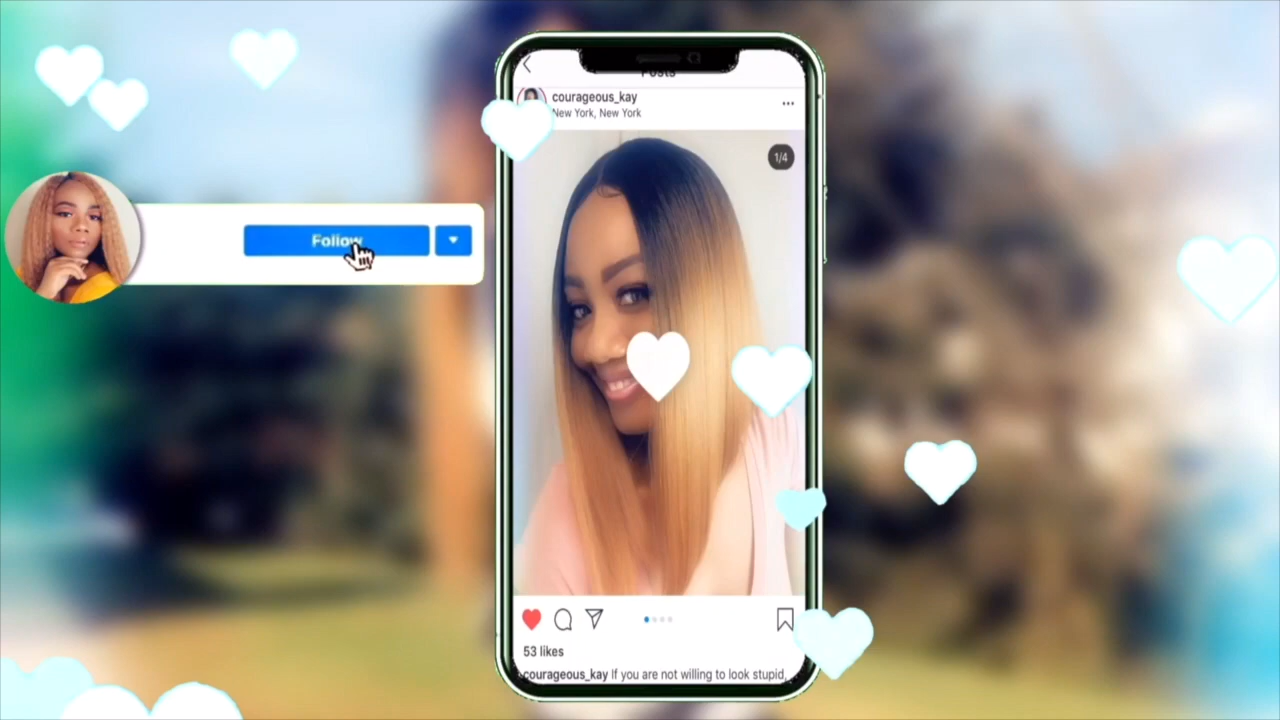 Posts
courageous_kay
New York, New York
1/4
Follow
53 likes
courageous_kay If you are not willing to look stupid,